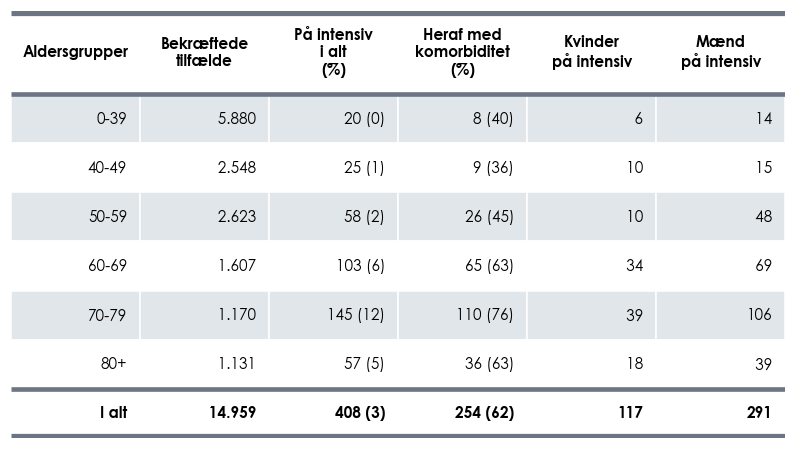 Aldersgrupper Bekræftede tilfælde På intensiv i alt (%) Heraf med komorbiditet (%) Kvinder på intensiv Mænd på intensiv
0-39 5.880 20 (0) 8 (40) 6 14
40-49 2.548 25 (1) 9 (36) 10 15
50-59 2.623 58 (2) 26 (45) 10 48
60-69 1.607 103 (6) 65 (63) 34 69
70-79 1.170 145 (12) 110 (76) 39 106
80+ 1.131 57 (5) 36 (63) 18 39
I alt 14.959 408 (3) 254 (62) 117 291